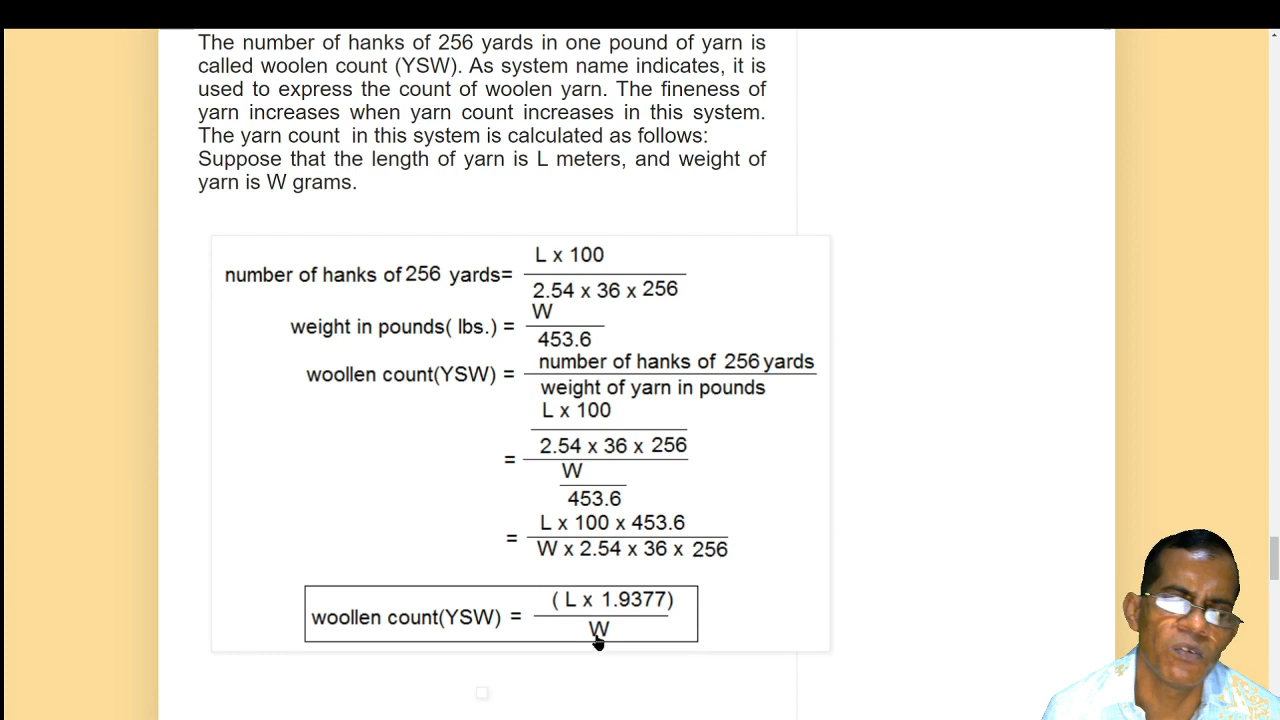 The number of hanks of 256 yards in one pound of yarn is
called woolen count (YSW). As system name indicates, it is
used to express the count of woolen yarn. The fineness of
yarn increases when yarn count increases in this system.
The yarn count in this system is calculated as follows:
Suppose that the length of yarn is L meters, and weight of
yarn is W grams.
L x 100
number of hanks of 256 yards=
2.54 x 36 x 256
W
weight in pounds( lbs.) =
453.6
number of hanks of 256 yards
woollen count(YSW) =
weight of yarn in pounds
L x 100
2.54 x 36 x 256
=
W
453.6
L x 100 x 453.6
=
W x 2.54 x 36 x 256
( L x 1.9377)
woollen count(YSW) =
W